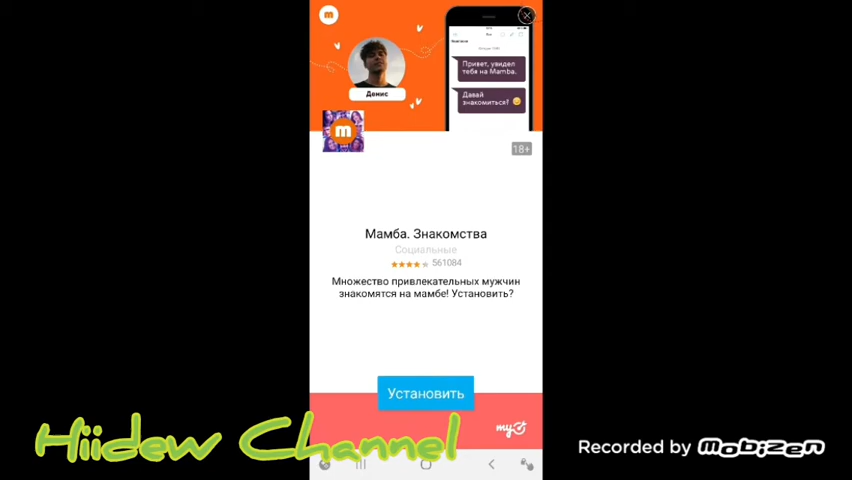 m
Денис
Привет, увидел
тебя на Mamba.
Давай
знакомиться?
m
18+
Мамба. Знакомства
Социальные
561084
Множество привлекательных мужчин
знакомятся на мамбе! Установить?
Установить
my
Hiidew Channel
Recorded by mobizen